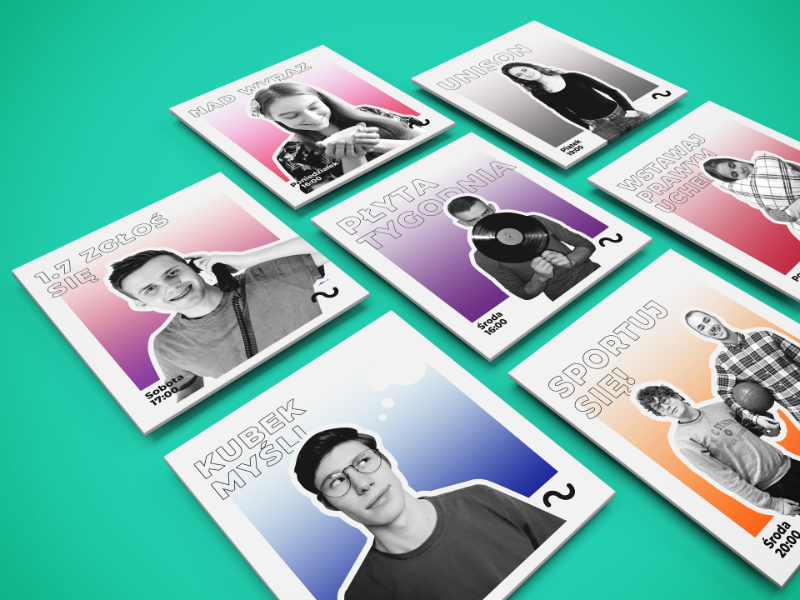 NAD WYRAZ
Poniedziałek
16:00
UNISON
Piątek
19:00
WSTAWAJ
PRAWYM
UCHEM
1.7 ZGŁOŚ
SIĘ
Sobota
17:00
PŁYTA
TYGODNIA
Środa
16:00
SPORTUJ
SIĘ!
Środa
20:00
KUBEK
MYŚLI